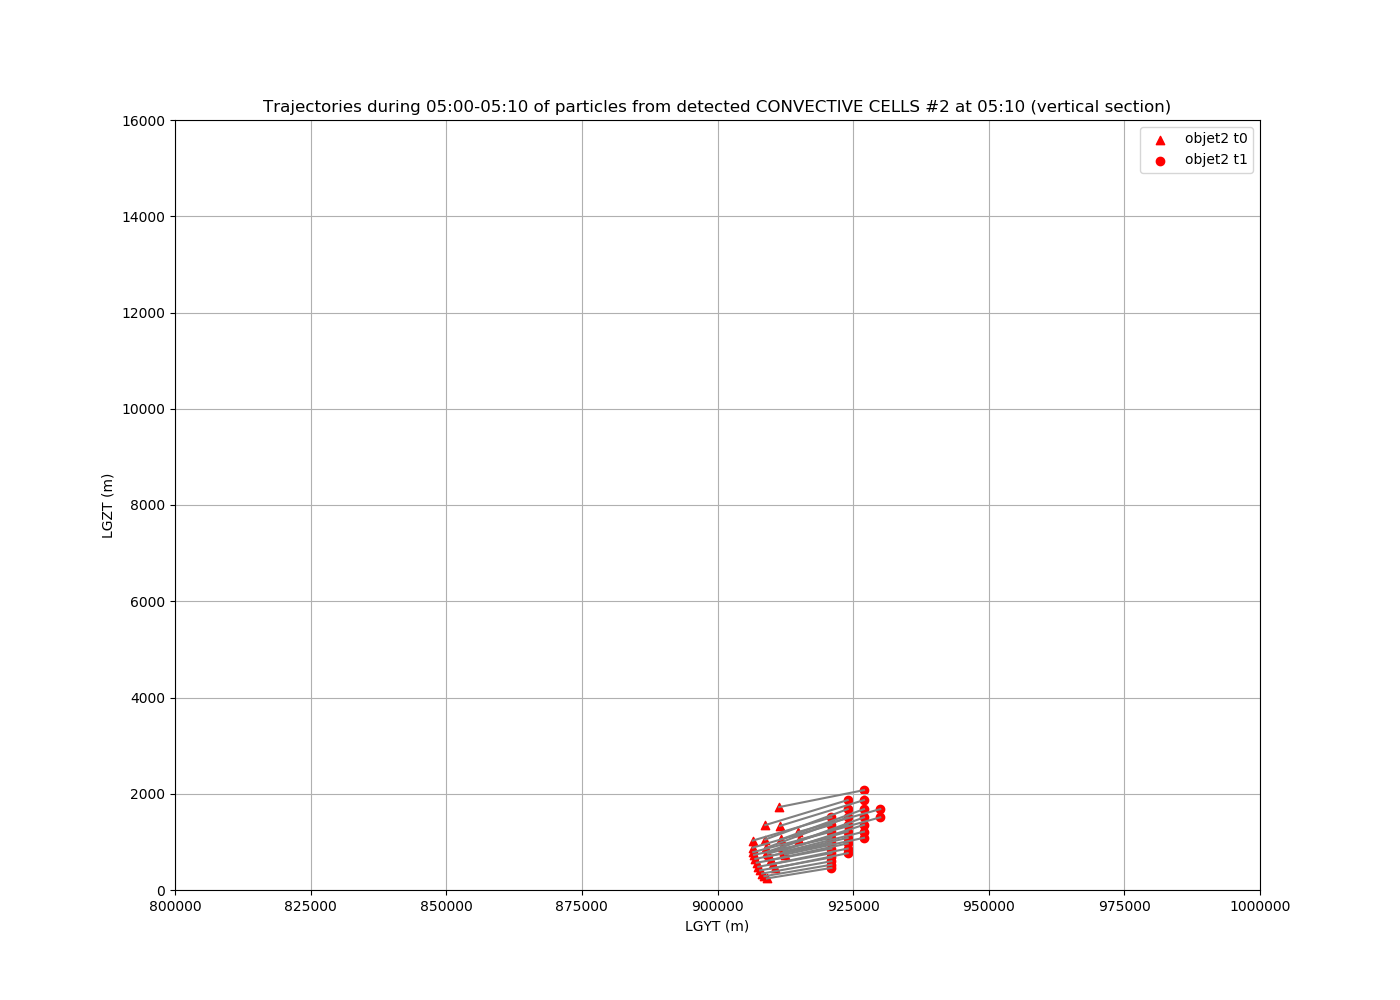 Trajectories during 05:00-05:10 of particles from detected CONVECTIVE CELLS #2 at 05:10 (vertical section)
objet2 t0
objet2 t1
16000
14000
12000
10000
8000
6000
4000
2000
0
LGZT (m)
800000 825000 850000 875000 900000 925000 950000 975000 1000000
LGYT (m)